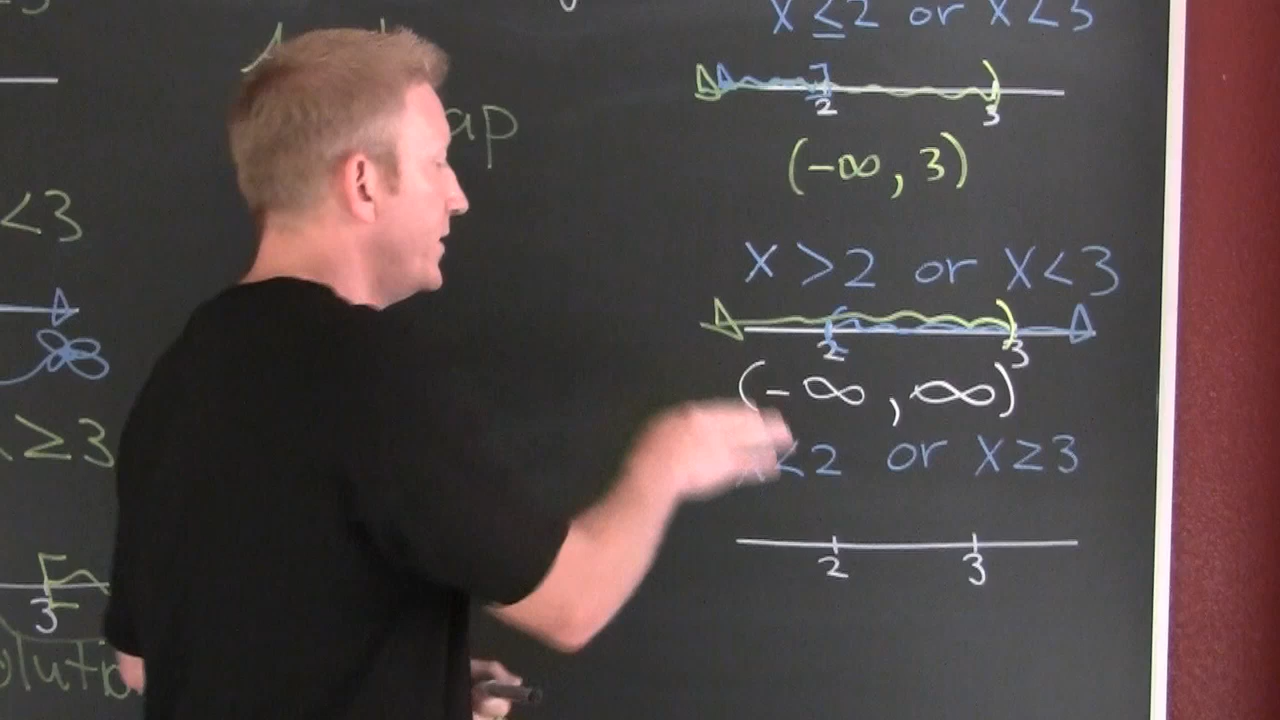 X ≤ 2 or X < 3
2 3
(-∞, 3)
X > 2 or X < 3
2 3
(-∞, ∞)
< 2 or X ≥ 3
2 3
ap
< 3
∞
≥ 3
3